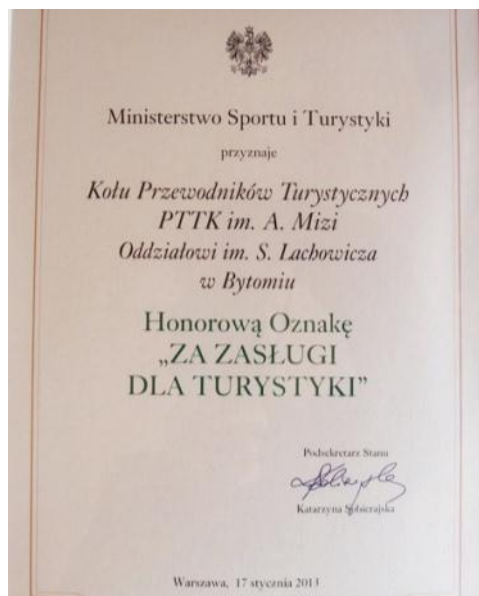 Ministerstwo Sportu i Turystyki
przyznaje
Kołu Przewodników Turystycznych
PTTK im. A. Mizi
Oddziałowi im. S. Lachowicza
w Bytomiu
Honorową Oznakę
„ZA ZASŁUGI
DLA TURYSTYKI”
Podsekretarz Stanu
Katarzyna Sobierajska
Warszawa, 17 stycznia 2013